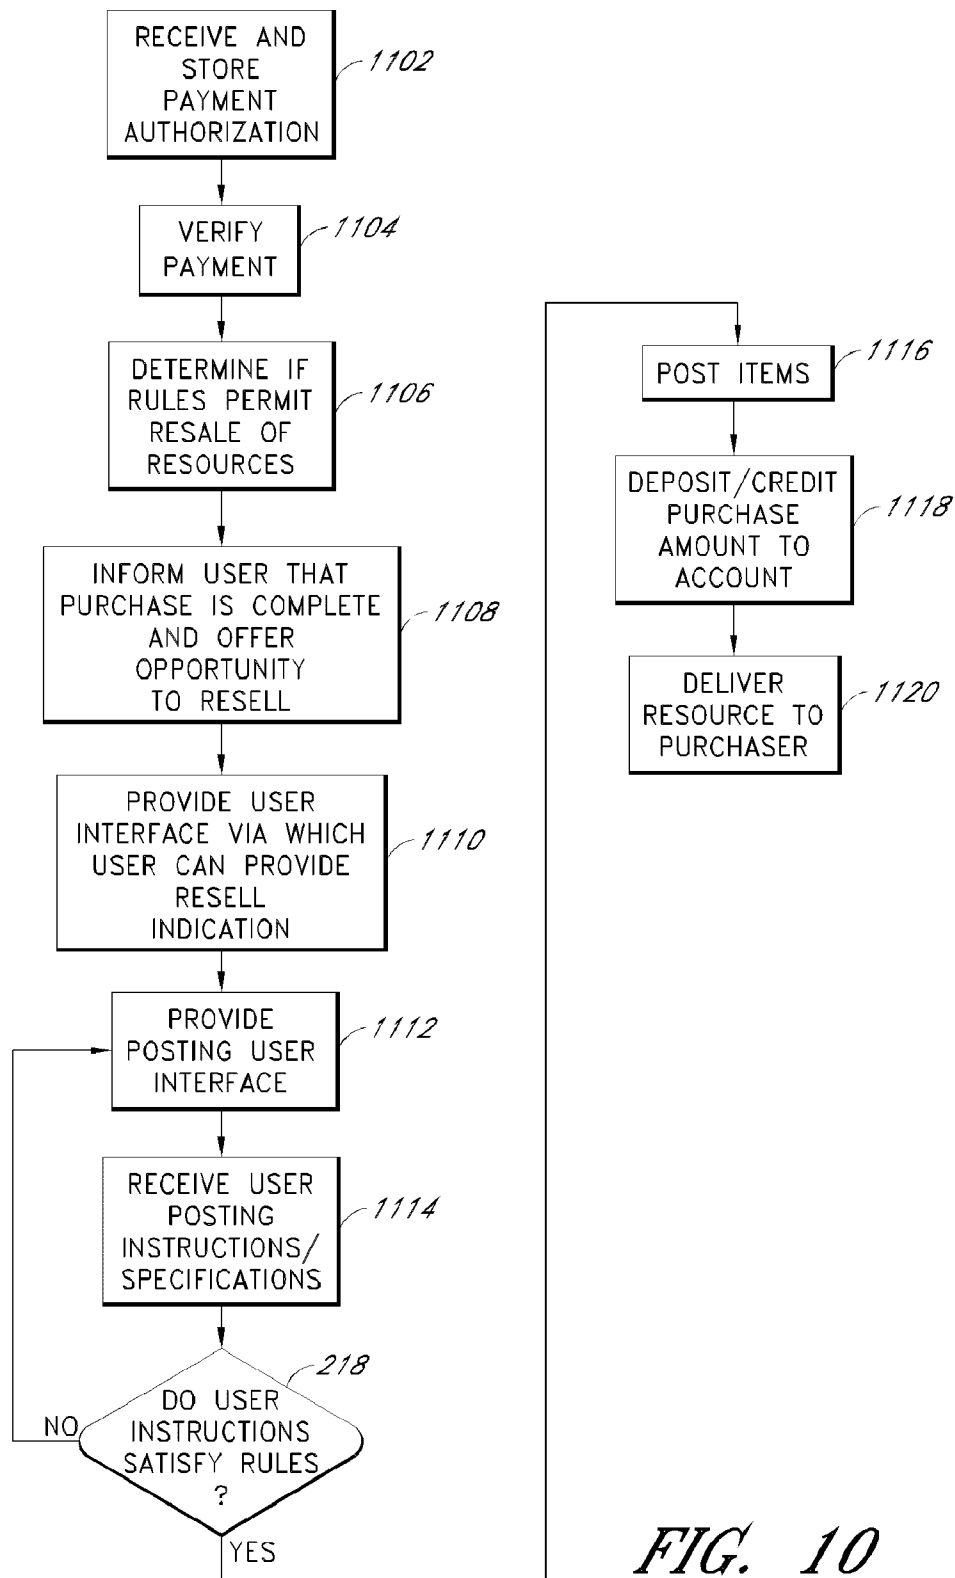 RECEIVE AND
STORE
PAYMENT
AUTHORIZATION
1102
VERIFY
PAYMENT
1104
DETERMINE IF
RULES PERMIT
RESALE OF
RESOURCES
1106
INFORM USER THAT
PURCHASE IS COMPLETE
AND OFFER
OPPORTUNITY
TO RESELL
1108
PROVIDE USER
INTERFACE VIA WHICH
USER CAN PROVIDE
RESELL
INDICATION
1110
PROVIDE
POSTING USER
INTERFACE
1112
RECEIVE USER
POSTING
INSTRUCTIONS/
SPECIFICATIONS
1114
DO USER
INSTRUCTIONS
SATISFY RULES
?
218
NO
YES
POST ITEMS
1116
DEPOSIT/CREDIT
PURCHASE
AMOUNT TO
ACCOUNT
1118
DELIVER
RESOURCE TO
PURCHASER
1120
FIG. 10